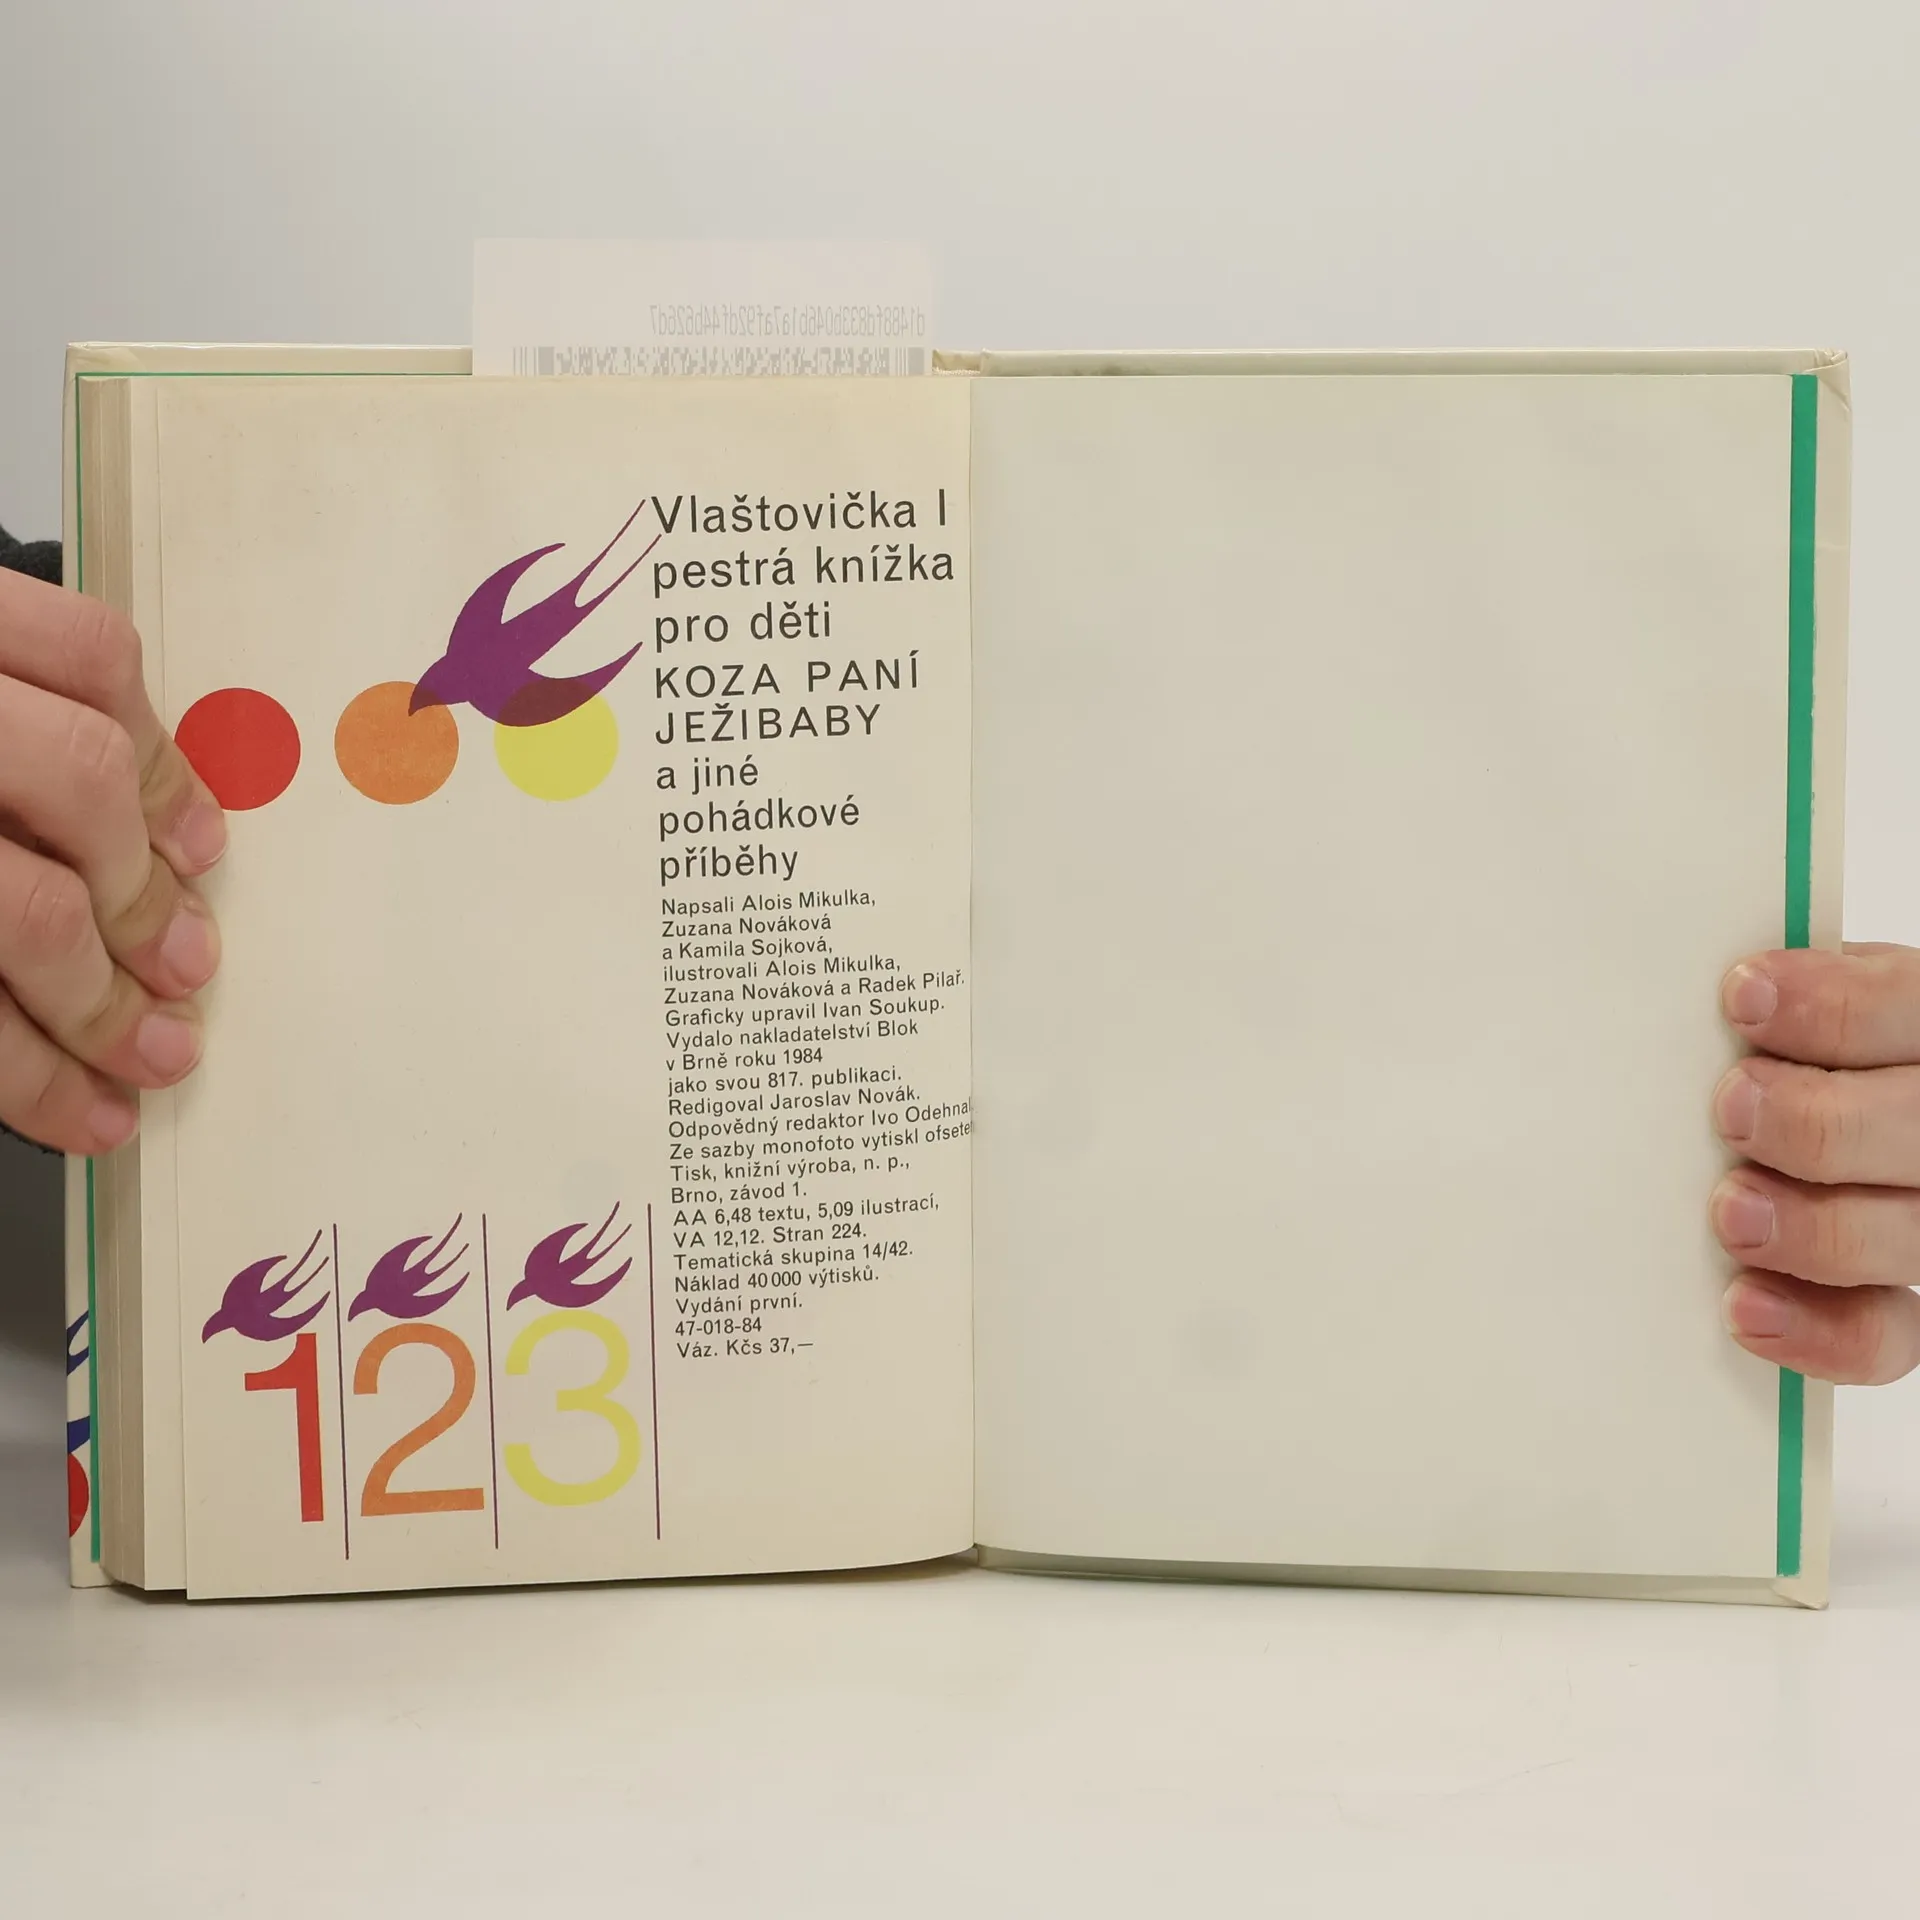 Vlaštovička I
pestrá knížka
pro děti
KOZA PANÍ
JEŽIBABY
a jiné
pohádkové
příběhy
Napsali Alois Mikulka,
Zuzana Nováková
a Kamila Sojková,
ilustrovali Alois Mikulka,
Zuzana Nováková a Radek Pilař.
Graficky upravil Ivan Soukup.
Vydalo nakladatelství Blok
v Brně roku 1984
jako svou 817. publikaci.
Redigoval Jaroslav Novák.
Odpovědný redaktor Ivo Odehnal
Ze sazby monofoto vytiskl ofsete
Tisk, knižní výroba, n. p.,
Brno, závod 1.
AA 6,48 textu, 5,09 ilustrací,
VA 12,12. Stran 224.
Tematická skupina 14/42.
Náklad 40 000 výtisků.
Vydání první.
47-018-84
Váz. Kčs 37,—
1 2 3